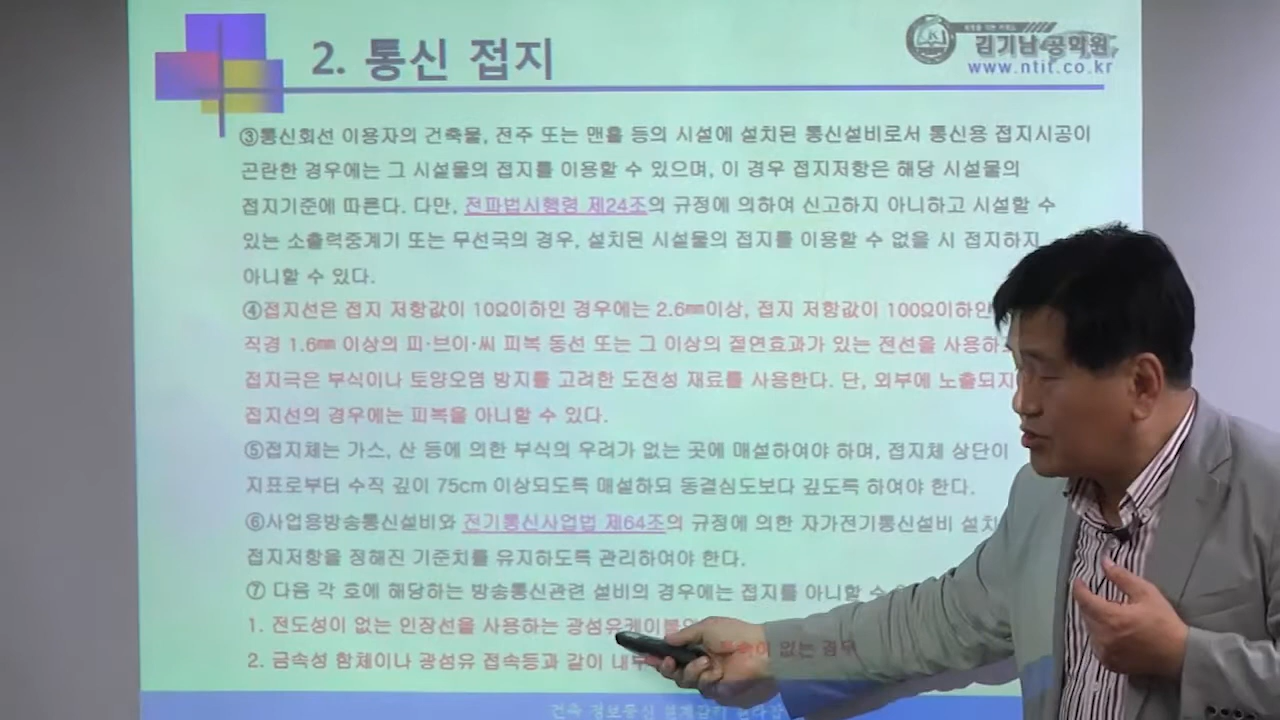 2. 통신 접지
김기남 공학원
www.ntit.co.kr
③통신회선 이용자의 건축물, 전주 또는 맨홀 등의 시설에 설치된 통신설비로서 통신용 접지시공이
곤란한 경우에는 그 시설물의 접지를 이용할 수 있으며, 이 경우 접지저항은 해당 시설물의
접지기준에 따른다. 다만, 전파법시행령 제24조의 규정에 의하여 신고하지 아니하고 시설할 수
있는 소출력중계기 또는 무선국의 경우, 설치된 시설물의 접지를 이용할 수 없을 시 접지하지
아니할 수 있다.
④접지선은 접지 저항값이 10Ω이하인 경우에는 2.6㎜이상, 접지 저항값이 100Ω이하인
직경 1.6㎜ 이상의 피·브이·씨 피복 동선 또는 그 이상의 절연효과가 있는 전선을 사용하
접지극은 부식이나 토양오염 방지를 고려한 도전성 재료를 사용한다. 단, 외부에 노출되지
접지선의 경우에는 피복을 아니할 수 있다.
⑤접지체는 가스, 산 등에 의한 부식의 우려가 없는 곳에 매설하여야 하며, 접지체 상단이
지표로부터 수직 깊이 75cm 이상되도록 매설하되 동결심도보다 깊도록 하여야 한다.
⑥사업용방송통신설비와 전기통신사업법 제64조의 규정에 의한 자가전기통신설비 설치
접지저항을 정해진 기준치를 유지하도록 관리하여야 한다.
⑦ 다음 각 호에 해당하는 방송통신관련 설비의 경우에는 접지를 아니할 수
1. 전도성이 없는 인장선을 사용하는 광섬유케이블의
2. 금속성 함체이나 광섬유 접속등과 같이 내부 없는 경우